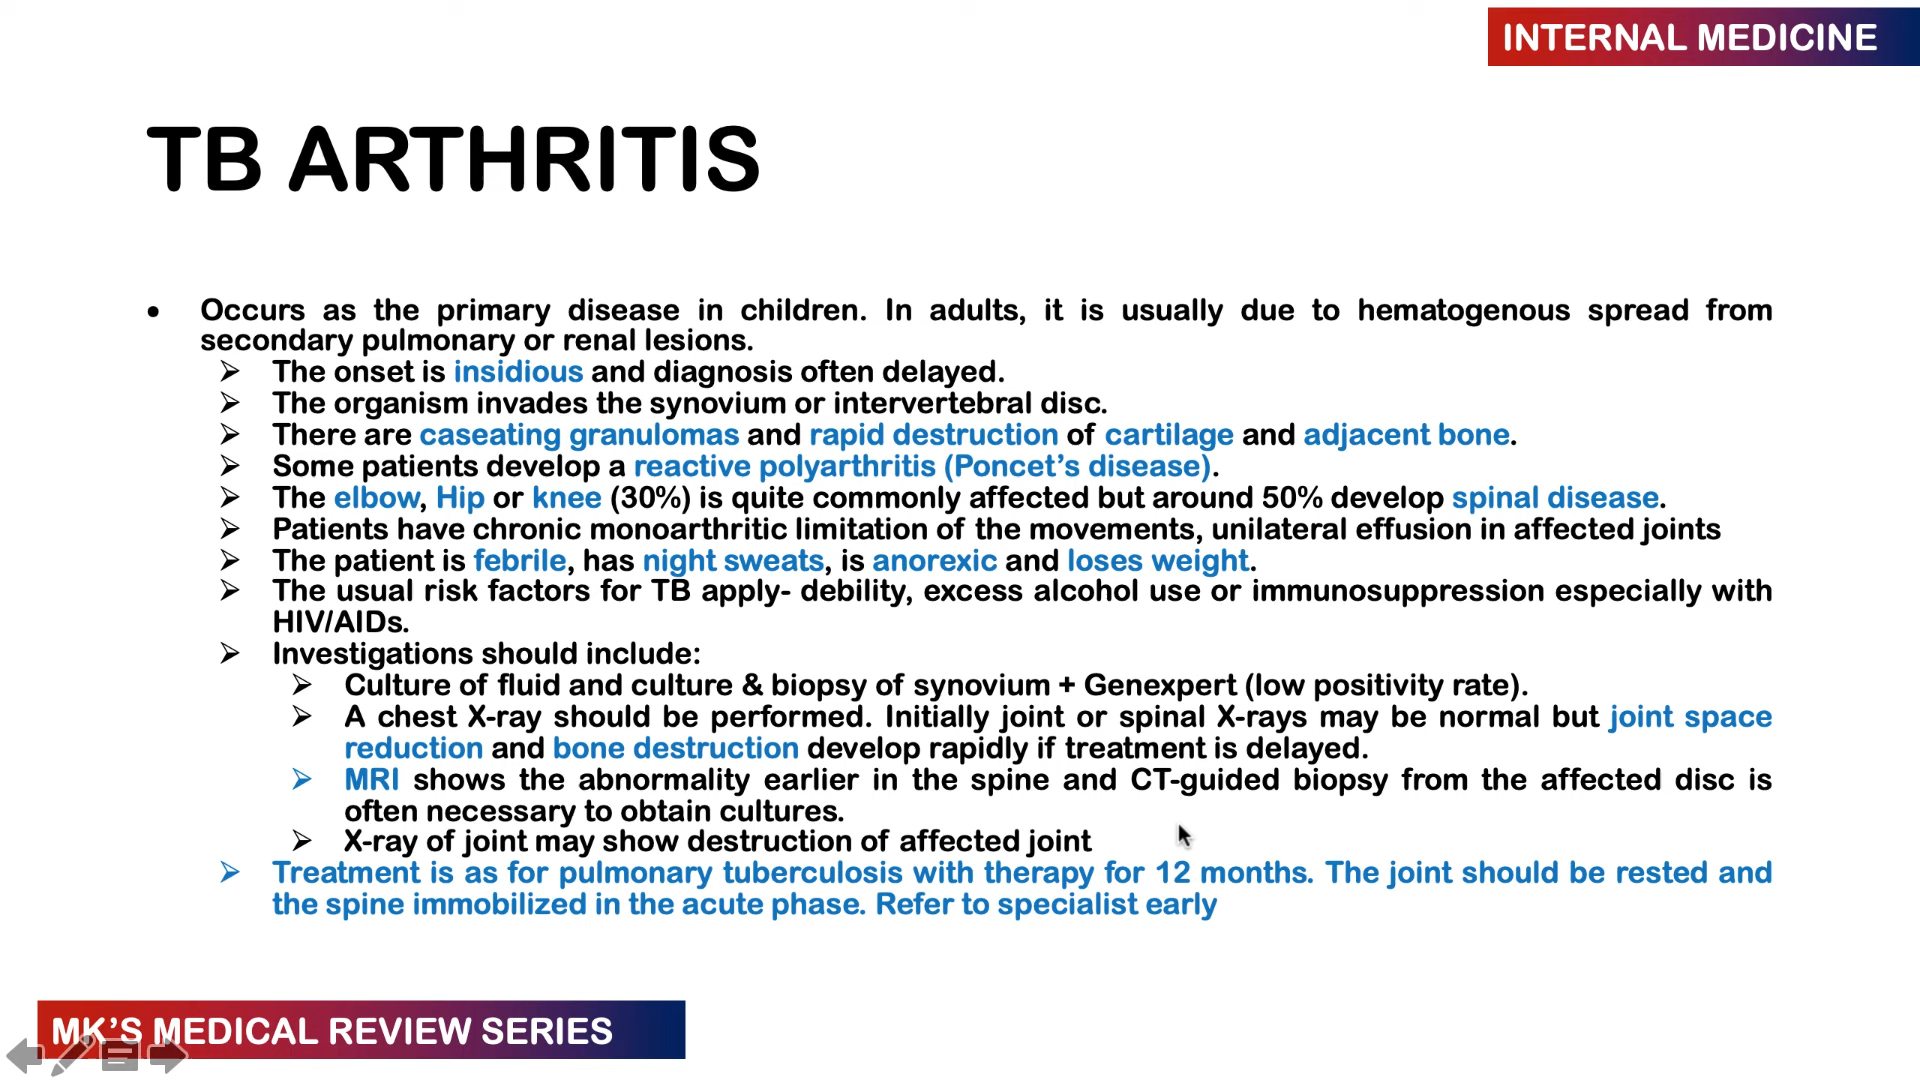 INTERNAL MEDICINE
TB ARTHRITIS
• Occurs as the primary disease in children. In adults, it is usually due to hematogenous spread from
secondary pulmonary or renal lesions.
➢ The onset is insidious and diagnosis often delayed.
➢ The organism invades the synovium or intervertebral disc.
➢ There are caseating granulomas and rapid destruction of cartilage and adjacent bone.
➢ Some patients develop a reactive polyarthritis (Poncet's disease).
➢ The elbow, Hip or knee (30%) is quite commonly affected but around 50% develop spinal disease.
➢ Patients have chronic monoarthritic limitation of the movements, unilateral effusion in affected joints
➢ The patient is febrile, has night sweats, is anorexic and loses weight.
➢ The usual risk factors for TB apply- debility, excess alcohol use or immunosuppression especially with
HIV/AIDs.
➢ Investigations should include:
➢ Culture of fluid and culture & biopsy of synovium + Genexpert (low positivity rate).
➢ A chest X-ray should be performed. Initially joint or spinal X-rays may be normal but joint space
reduction and bone destruction develop rapidly if treatment is delayed.
➢ MRI shows the abnormality earlier in the spine and CT-guided biopsy from the affected disc is
often necessary to obtain cultures.
➢ X-ray of joint may show destruction of affected joint
➢ Treatment is as for pulmonary tuberculosis with therapy for 12 months. The joint should be rested and
the spine immobilized in the acute phase. Refer to specialist early
MK'S MEDICAL REVIEW SERIES